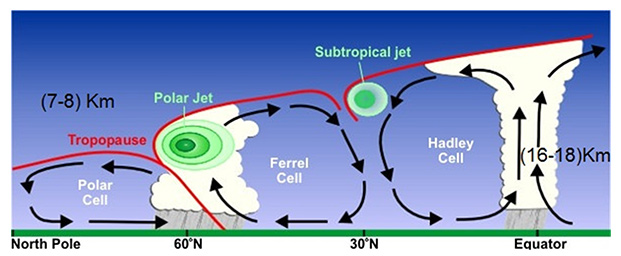 Subtropical jet
(7-8) Km
Polar Jet
Tropopause
Hadley
Cell
(16-18)Km
Ferrel
Cell
Polar
Cell
North Pole
60°N
30°N
Equator